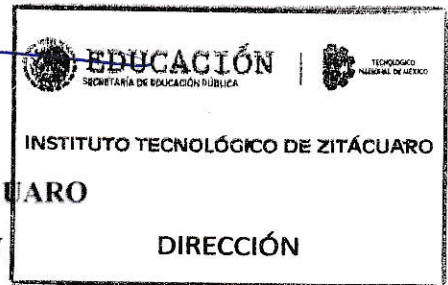 EDUCACIÓN
SECRETARÍA DE EDUCACIÓN PÚBLICA
TECNOLÓGICO
NACIONAL DE MÉXICO
INSTITUTO TECNOLÓGICO DE ZITÁCUARO
UARO
DIRECCIÓN